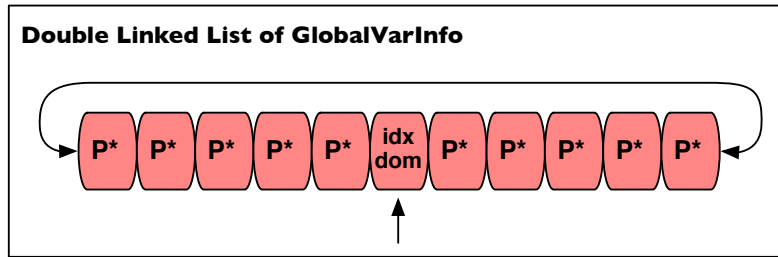 Double Linked List of GlobalVarInfo
P* P* P* P* P* idx dom P* P* P* P* P*